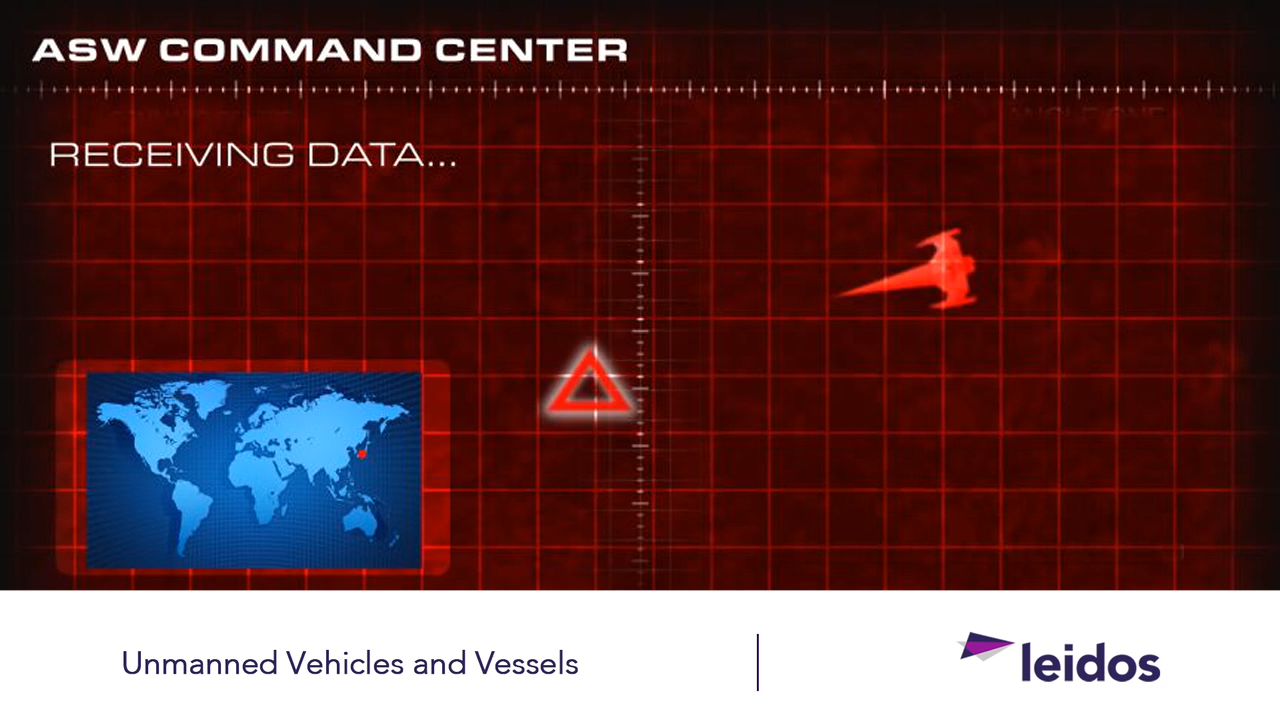 ASW COMMAND CENTER
RECEIVING DATA...
Unmanned Vehicles and Vessels
leidos